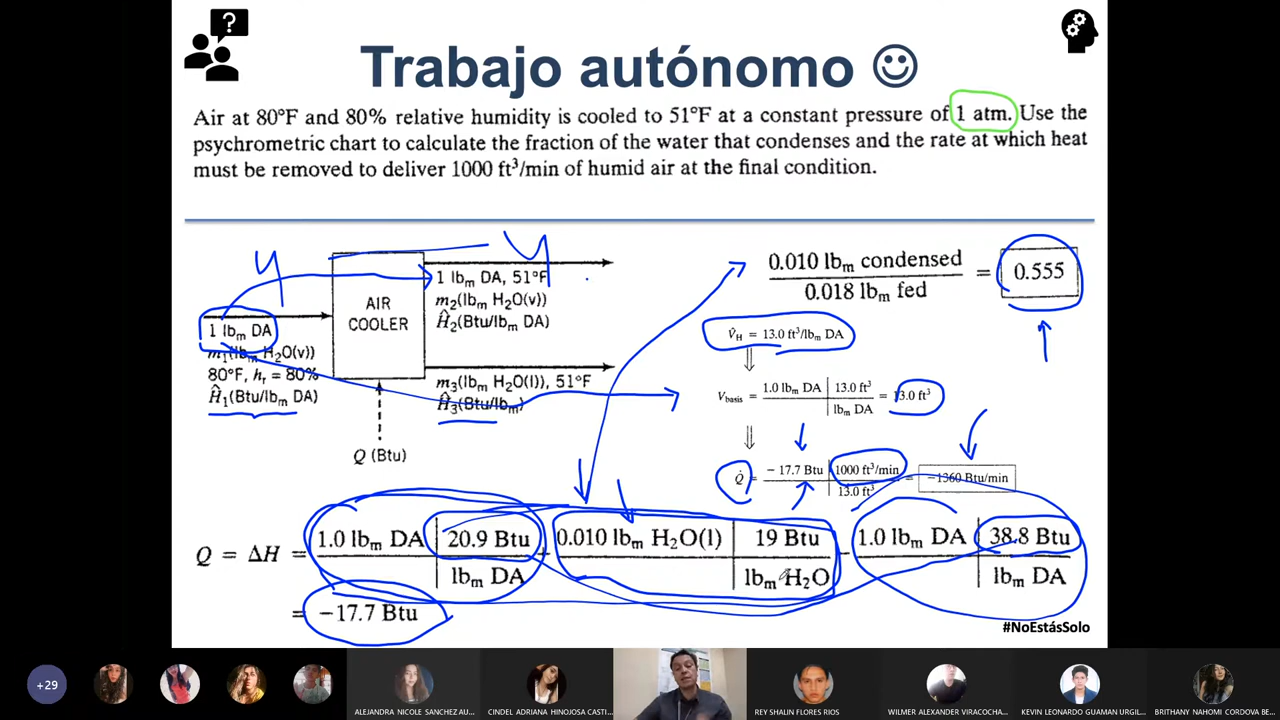 ?
Trabajo autónomo
Air at 80°F and 80% relative humidity is cooled to 51°F at a constant pressure of 1 atm. Use the
psychrometric chart to calculate the fraction of the water that condenses and the rate at which heat
must be removed to deliver 1000 ft³/min of humid air at the final condition.
y
y
1 lbm DA
m1(lbm H2O(v))
80°F, hr = 80%
Ĥ1(Btu/lbm DA)
AIR
COOLER
1 lbm DA, 51°F
m2(lbm H2O(v))
Ĥ2(Btu/lbm DA)
m3(lbm H2O(l)), 51°F
Ĥ3(Btu/lbm)
Q (Btu)
0.010 lbm condensed
0.018 lbm fed
= 0.555
V̂H = 13.0 ft³/lbm DA
⇓
Vbasis = 1.0 lbm DA | 13.0 ft³
lbm DA
= 13.0 ft³
⇓
Q̇ = −17.7 Btu | 1000 ft³/min
13.0 ft³
= −1360 Btu/min
Q = ΔH = 1.0 lbm DA | 20.9 Btu + 0.010 lbm H2O(l) | 19 Btu − 1.0 lbm DA | 38.8 Btu
lbm DA | lbm H2O | lbm DA
= −17.7 Btu
#NoEstásSolo
+29
ALEJANDRA NICOLE SANCHEZ AU...
CINDEL ADRIANA HINOJOSA CASTI...
REY SHALIN FLORES RIOS
WILMER ALEXANDER VIRACOCHA...
KEVIN LEONARDO GUAMAN URGIL...
BRITHANY NAHOMI CORDOVA BE...